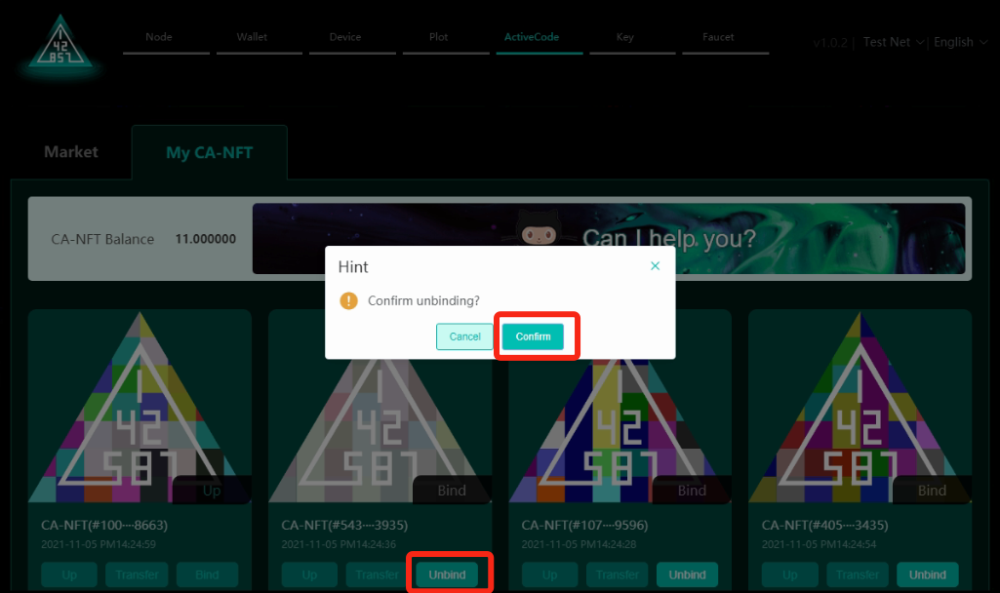 Node Wallet Device Plot ActiveCode Key Faucet
v1.0.2 | Test Net | English
1
42
857
Market My CA-NFT
CA-NFT Balance 11.000000
Can I help you?
Hint
Confirm unbinding?
Cancel Confirm
1 1 1 1
42 42 42 42
587 587 587 587
Up Bind Bind Bind
CA-NFT(#100····8663) CA-NFT(#543····3935) CA-NFT(#107····9596) CA-NFT(#405····3435)
2021-11-05 PM14:24:59 2021-11-05 PM14:24:36 2021-11-05 PM14:24:28 2021-11-05 PM14:24:54
Up Transfer Bind Up Transfer Unbind Up Transfer Unbind Up Transfer Unbind